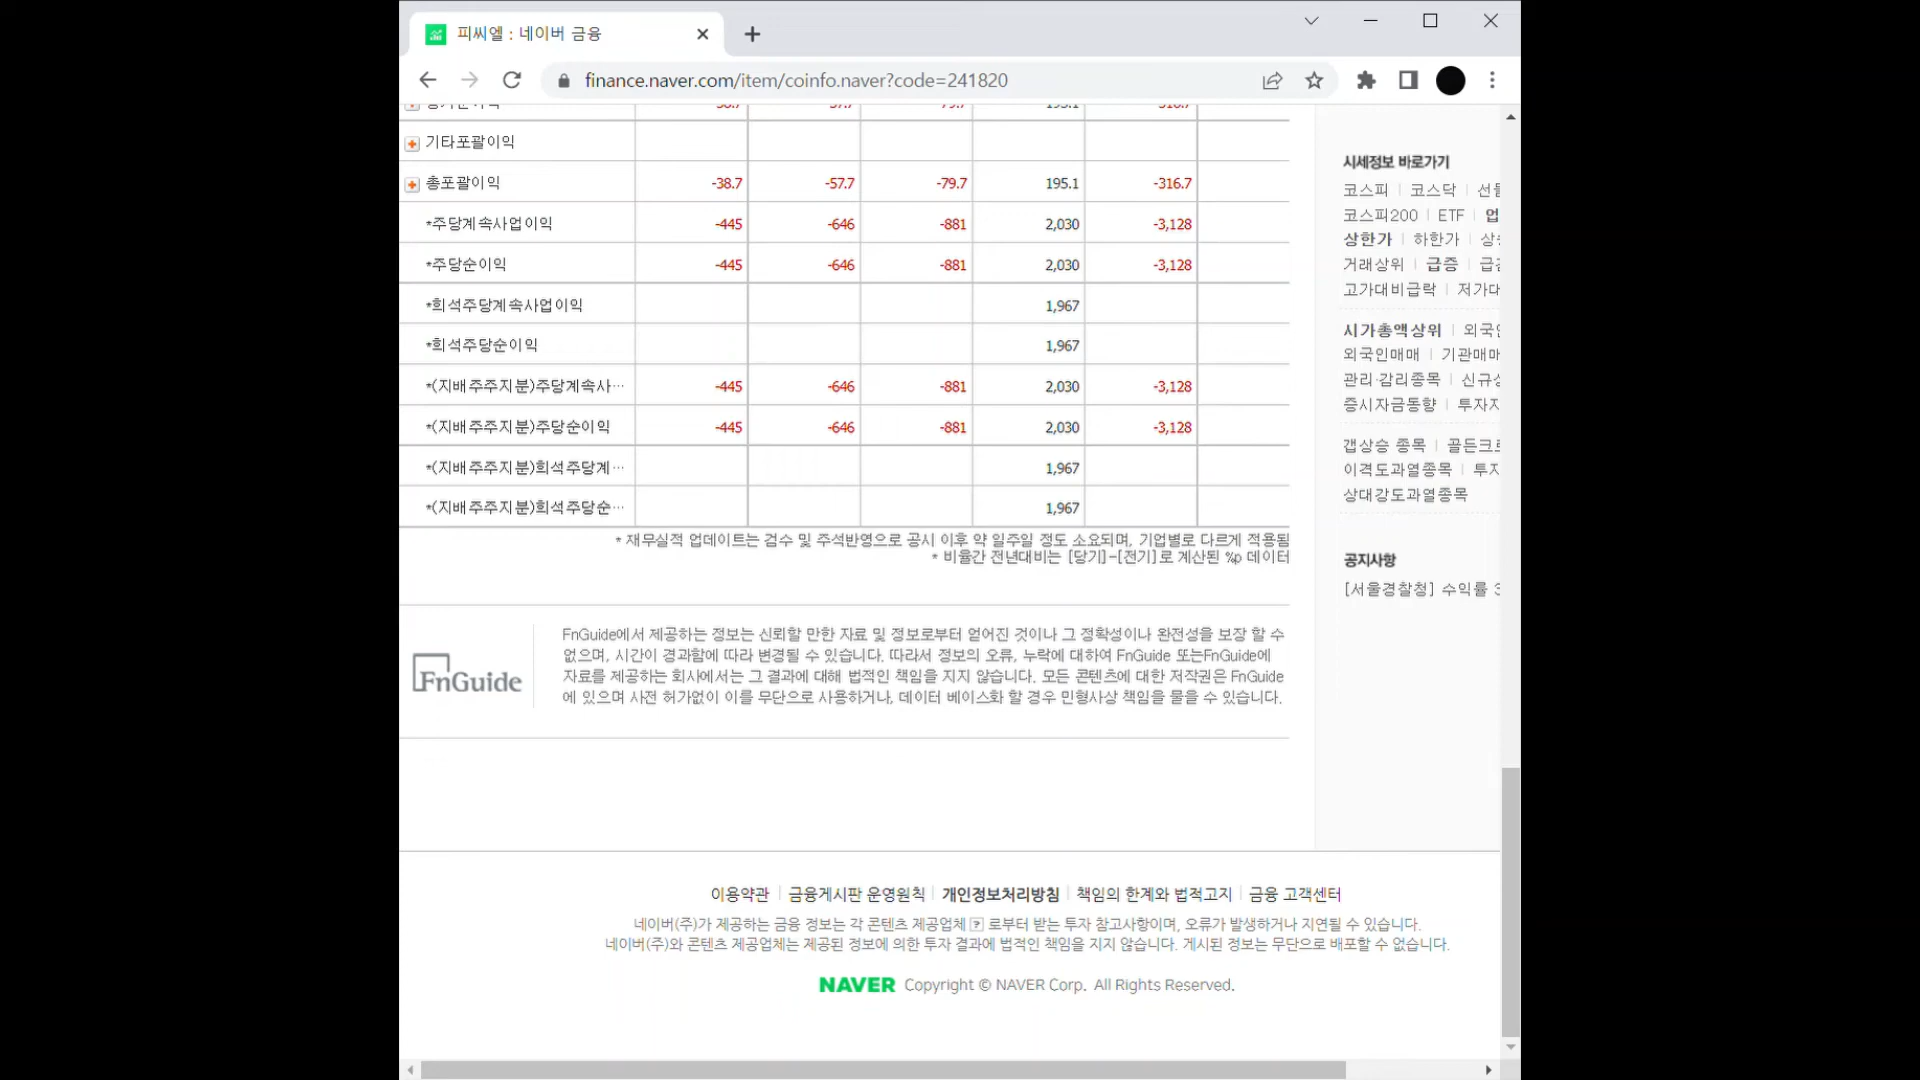 피씨엘 : 네이버 금융
finance.naver.com/item/coinfo.naver?code=241820
기타포괄이익
총포괄이익 -38.7 -57.7 -79.7 195.1 -316.7
*주당계속사업이익 -445 -646 -881 2,030 -3,128
*주당순이익 -445 -646 -881 2,030 -3,128
*희석주당계속사업이익 1,967
*희석주당순이익 1,967
*(지배주주지분)주당계속사… -445 -646 -881 2,030 -3,128
*(지배주주지분)주당순이익 -445 -646 -881 2,030 -3,128
*(지배주주지분)희석주당계… 1,967
*(지배주주지분)희석주당순… 1,967
* 재무실적 업데이트는 검수 및 주석반영으로 공시 이후 약 일주일 정도 소요되며, 기업별로 다르게 적용됨
* 비율간 전년대비는 [당기]-[전기]로 계산된 %p 데이터
FnGuide
FnGuide에서 제공하는 정보는 신뢰할 만한 자료 및 정보로부터 얻어진 것이나 그 정확성이나 완전성을 보장 할 수
없으며, 시간이 경과함에 따라 변경될 수 있습니다. 따라서 정보의 오류, 누락에 대하여 FnGuide 또는FnGuide에
자료를 제공하는 회사에서는 그 결과에 대해 법적인 책임을 지지 않습니다. 모든 콘텐츠에 대한 저작권은 FnGuide
에 있으며 사전 허가없이 이를 무단으로 사용하거나, 데이터 베이스화 할 경우 민형사상 책임을 물을 수 있습니다.
시세정보 바로가기
코스피 | 코스닥 |
코스피200 | ETF | 업
상한가 | 하한가 |
거래상위 | 급증 |
고가대비급락 | 저가대
시가총액상위 | 외국인
외국인매매 | 기관매매
관리·감리종목 | 신규
증시자금동향 | 투자
갭상승 종목 | 골든크로
이격도과열종목 | 투자
상대강도과열종목
공지사항
[서울경찰청] 수익률 3
이용약관 | 금융게시판 운영원칙 | 개인정보처리방침 | 책임의 한계와 법적고지 | 금융 고객센터
네이버(주)가 제공하는 금융 정보는 각 콘텐츠 제공업체 ? 로부터 받는 투자 참고사항이며, 오류가 발생하거나 지연될 수 있습니다.
네이버(주)와 콘텐츠 제공업체는 제공된 정보에 의한 투자 결과에 법적인 책임을 지지 않습니다. 게시된 정보는 무단으로 배포할 수 없습니다.
NAVER Copyright © NAVER Corp. All Rights Reserved.